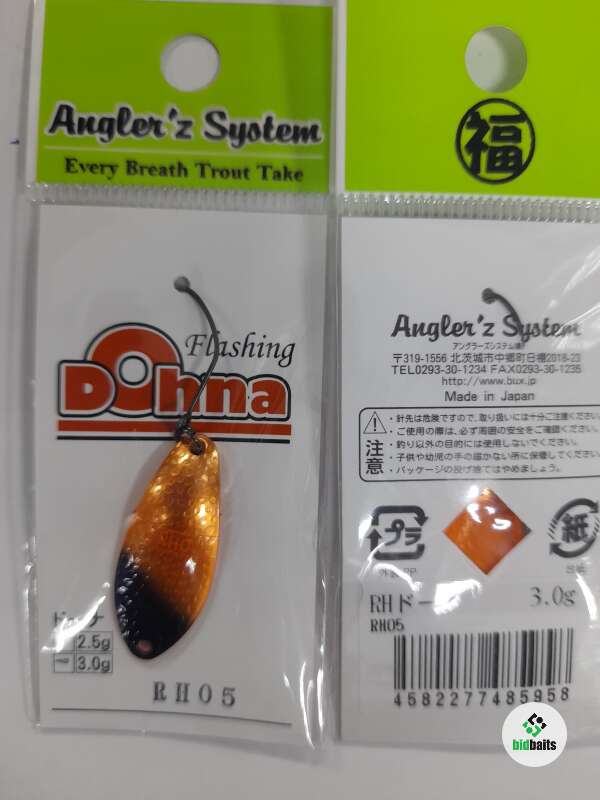 Angler'z System
Every Breath Trout Take
Flashing
Dohna
2.5g
3.0g
RH05
福
Angler'z System
アングラーズシステム㈱
〒319-1556 北茨城市中郷町日棚2018-23
TEL0293-30-1234 FAX0293-30-1235
http://www.bux.jp
Made in Japan
注意
・針先は危険ですので、取り扱いには十分ご注意ください。
・ご使用の際は、必ず周囲の安全をご確認ください。
・釣り以外の目的には使用しないでください。
・子供や幼児の手の届かない所に保管してください。
・パッケージの投げ捨てはやめましょう。
プラ
紙
台紙
RHドー
3.0g
RH05
4582277485958
bidbaits